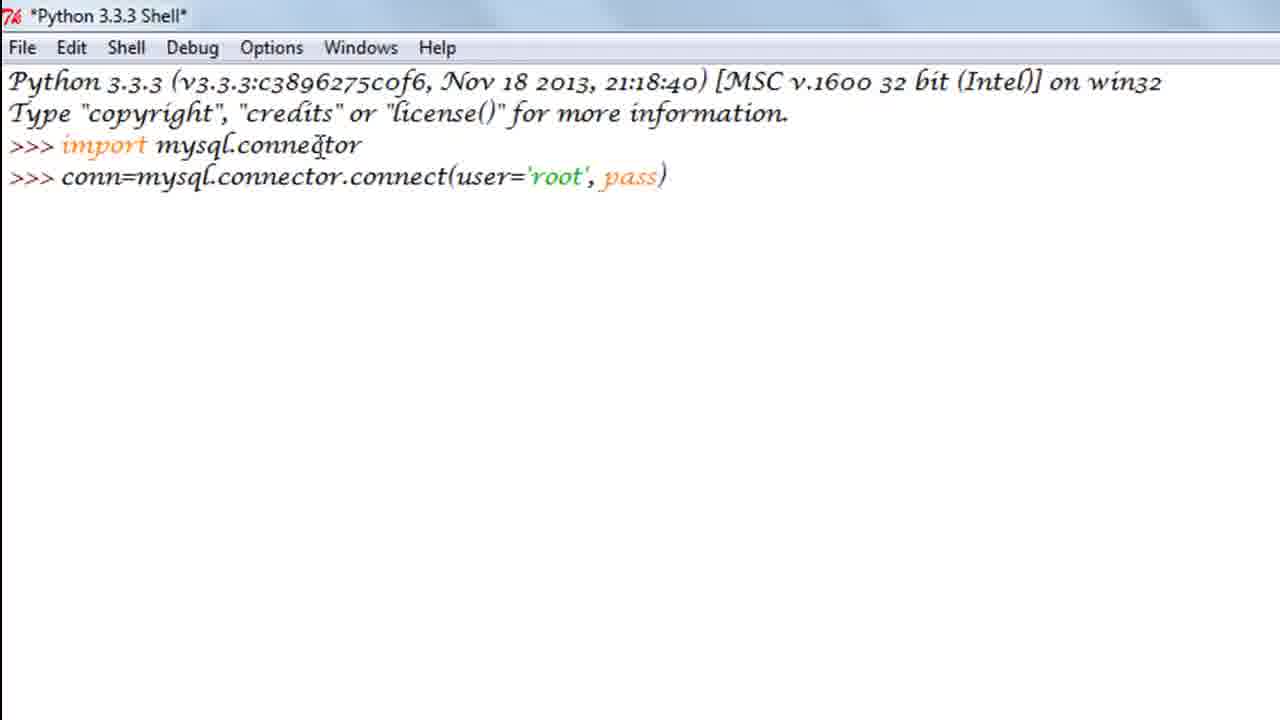 *Python 3.3.3 Shell*
File Edit Shell Debug Options Windows Help
Python 3.3.3 (v3.3.3:c3896275c0f6, Nov 18 2013, 21:18:40) [MSC v.1600 32 bit (Intel)] on win32
Type "copyright", "credits" or "license()" for more information.
>>> import mysql.connector
>>> conn=mysql.connector.connect(user='root', pass)